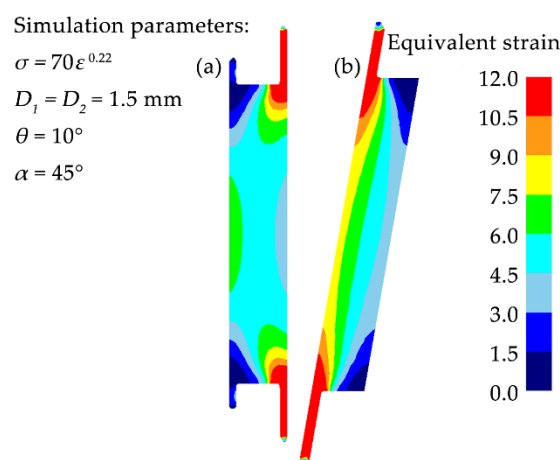 Simulation parameters:
σ = 70ε^0.22
D₁ = D₂ = 1.5 mm
θ = 10°
α = 45°
(a)
(b)
Equivalent strain
12.0
10.5
9.0
7.5
6.0
4.5
3.0
1.5
0.0